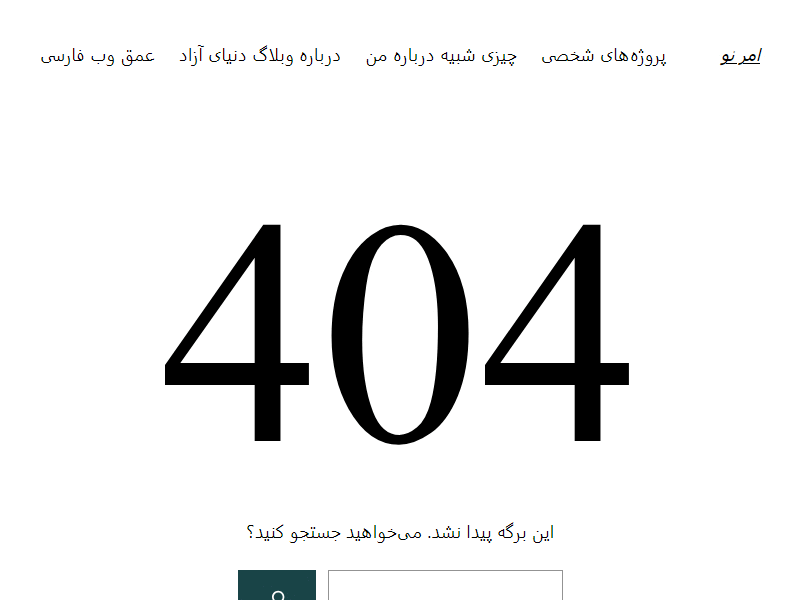 امر نو پروژه‌های شخصی چیزی شبیه درباره من درباره وبلاگ دنیای آزاد عمق وب فارسی
404
این برگه پیدا نشد. می‌خواهید جستجو کنید؟